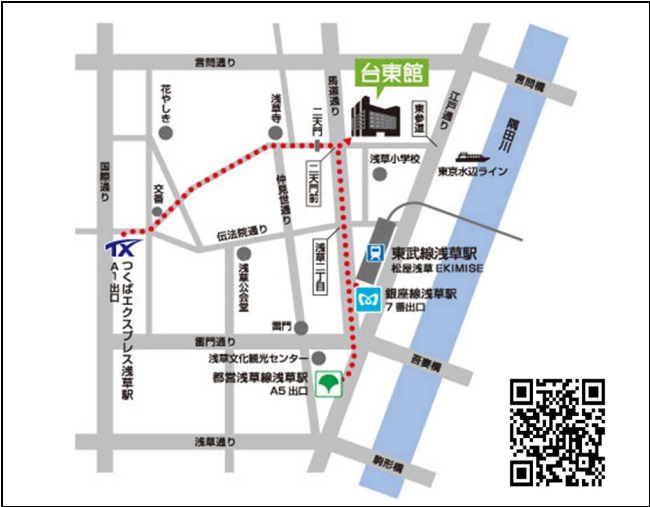 言問通り
台東館
花やしき
浅草寺
二天門
馬道通り
東参道
江戸通り
言問橋
隅田川
国際通り
交番
仲見世通り
二天門前
浅草小学校
東京水辺ライン
伝法院通り
浅草二丁目
TX
つくばエクスプレス浅草駅
A1出口
浅草公会堂
東武線浅草駅
松屋浅草 EKIMISE
銀座線浅草駅
7番出口
雷門
雷門通り
浅草文化観光センター
都営浅草線浅草駅
A5出口
吾妻橋
浅草通り
駒形橋